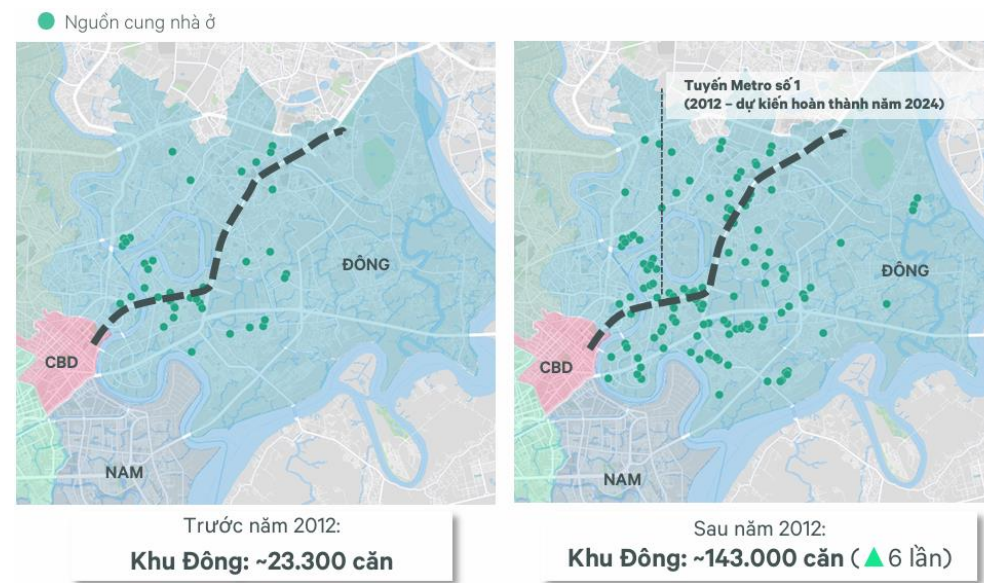 Nguồn cung nhà ở
Tuyến Metro số 1
(2012 – dự kiến hoàn thành năm 2024)
ĐÔNG
CBD
NAM
ĐÔNG
CBD
NAM
Trước năm 2012:
Khu Đông: ~23.300 căn
Sau năm 2012:
Khu Đông: ~143.000 căn (▲6 lần)